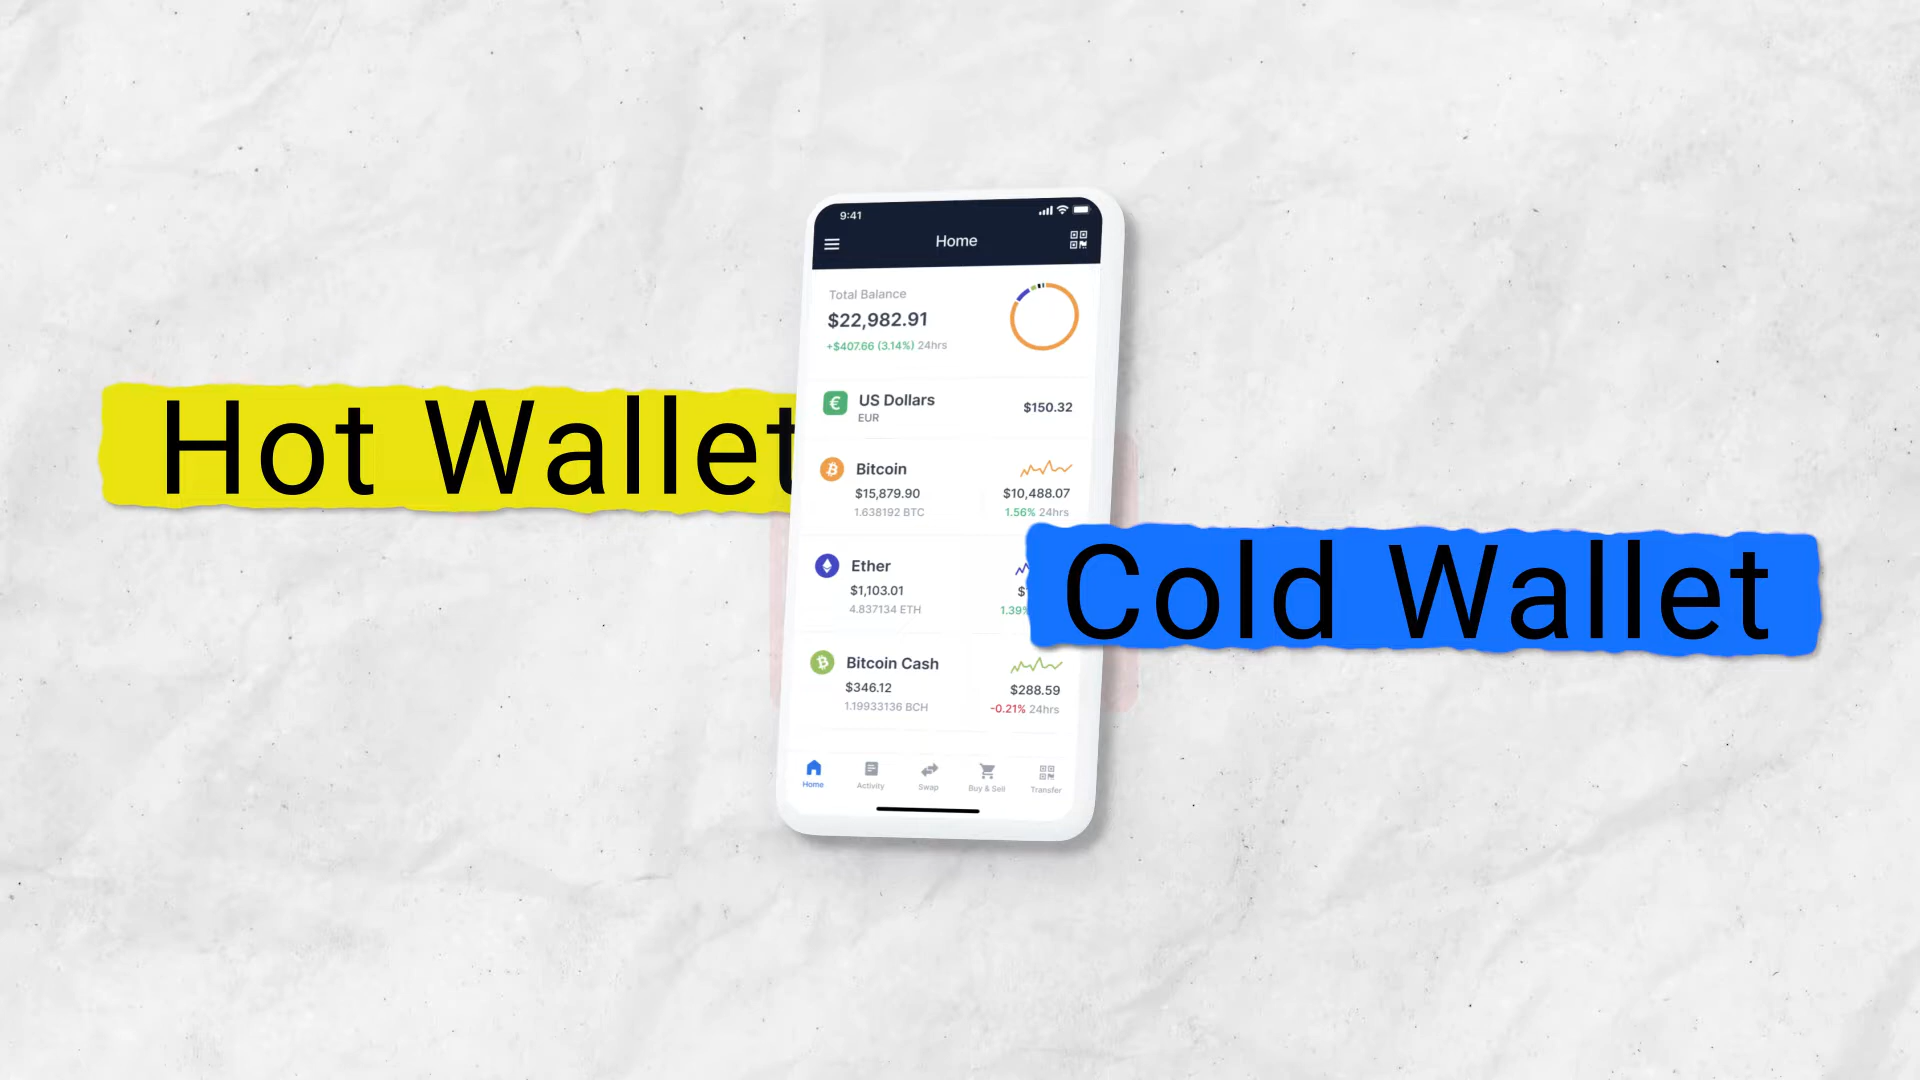 9:41
Home
Total Balance
$22,982.91
+$407.66 (3.14%) 24hrs
€ US Dollars
EUR
$150.32
Hot Wallet
Bitcoin
$15,879.90 $10,488.07
1.638192 BTC 1.56% 24hrs
Ether
$1,103.01
4.837134 ETH 1.39%
Cold Wallet
Bitcoin Cash
$346.12 $288.59
1.19933136 BCH -0.21% 24hrs
Home Activity Swap Buy & Sell Transfer